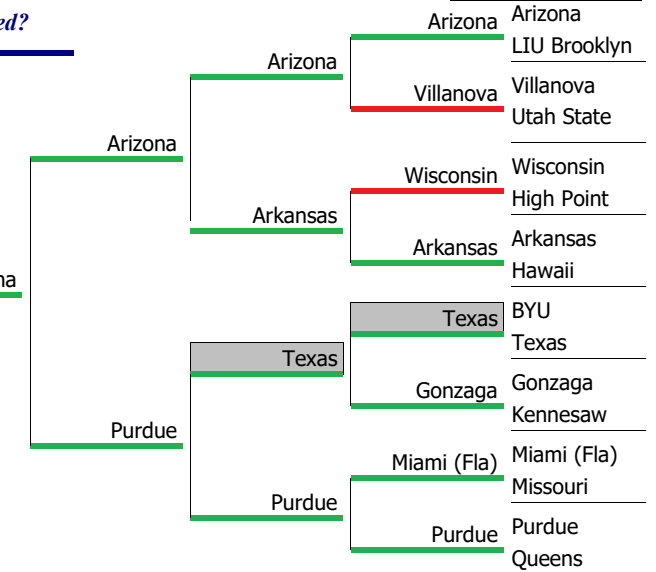 ed?
Arizona
LIU Brooklyn
Villanova
Utah State
Wisconsin
High Point
Arkansas
Hawaii
BYU
Texas
Gonzaga
Kennesaw
Miami (Fla)
Missouri
Purdue
Queens
Arizona
Villanova
Wisconsin
Arkansas
Texas
Gonzaga
Miami (Fla)
Purdue
Arizona
Arkansas
Texas
Purdue
Arizona
Purdue
na